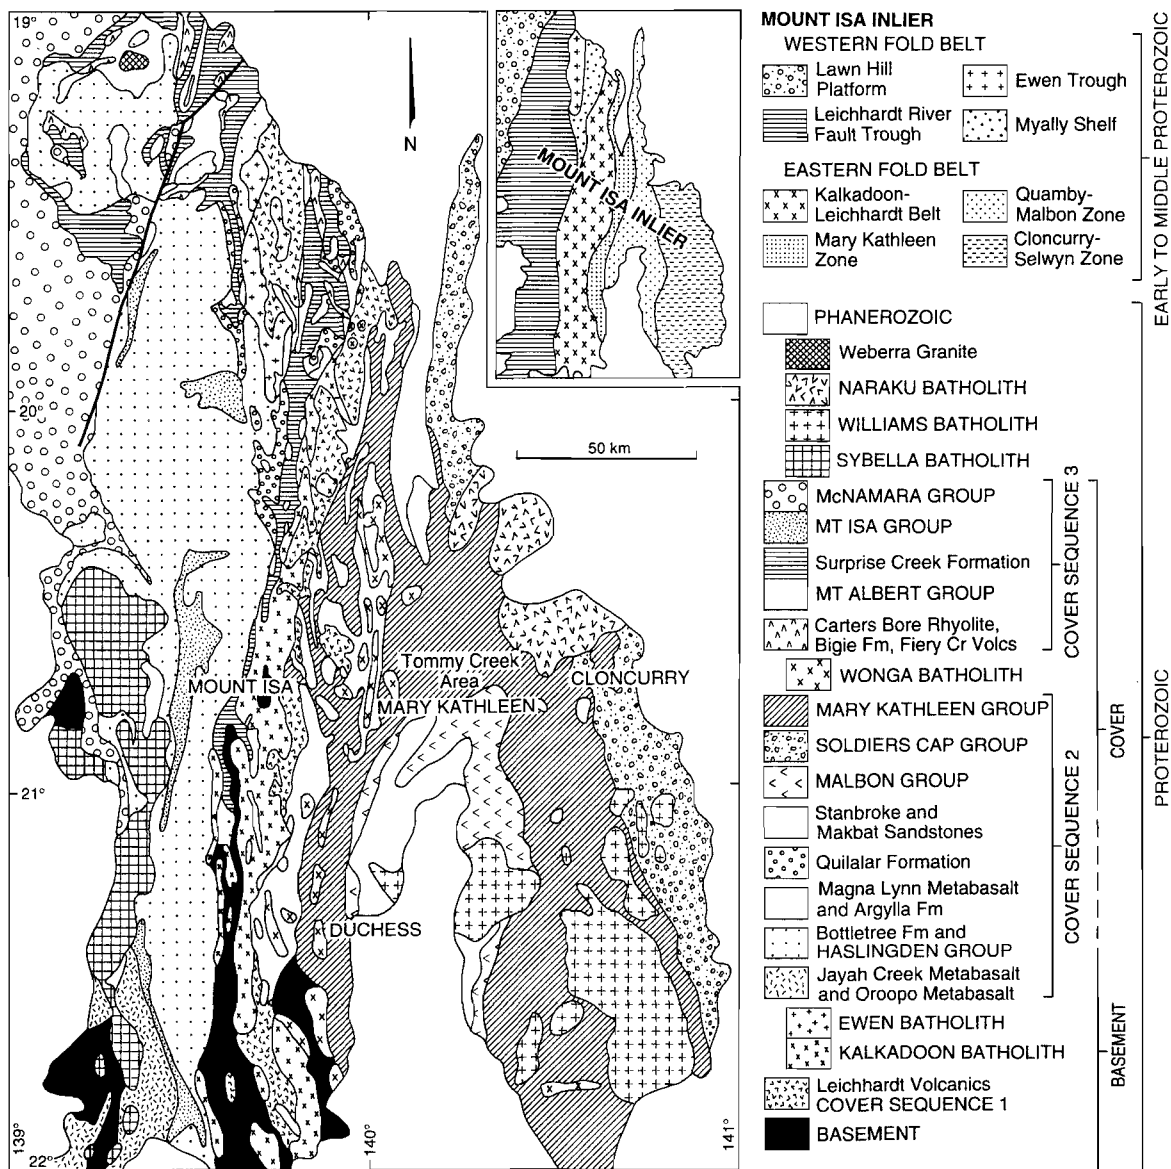 19°
N
MOUNT ISA INLIER
20°
50 km
Tommy Creek
Area
MOUNT ISA
MARY KATHLEEN
CLONCURRY
21°
DUCHESS
139°
22°
140°
141°
MOUNT ISA INLIER
WESTERN FOLD BELT
Lawn Hill
Platform
Ewen Trough
Leichhardt River
Fault Trough
Myally Shelf
EASTERN FOLD BELT
Kalkadoon-
Leichhardt Belt
Quamby-
Malbon Zone
Mary Kathleen
Zone
Cloncurry-
Selwyn Zone
EARLY TO MIDDLE PROTEROZOIC
PHANEROZOIC
Weberra Granite
NARAKU BATHOLITH
WILLIAMS BATHOLITH
SYBELLA BATHOLITH
McNAMARA GROUP
MT ISA GROUP
Surprise Creek Formation
MT ALBERT GROUP
Carters Bore Rhyolite,
Bigie Fm, Fiery Cr Volcs
COVER SEQUENCE 3
WONGA BATHOLITH
MARY KATHLEEN GROUP
SOLDIERS CAP GROUP
MALBON GROUP
Stanbroke and
Makbat Sandstones
Quilalar Formation
Magna Lynn Metabasalt
and Argylla Fm
Bottletree Fm and
HASLINGDEN GROUP
Jayah Creek Metabasalt
and Oroopo Metabasalt
COVER SEQUENCE 2
COVER
EWEN BATHOLITH
KALKADOON BATHOLITH
Leichhardt Volcanics
COVER SEQUENCE 1
BASEMENT
BASEMENT
PROTEROZOIC